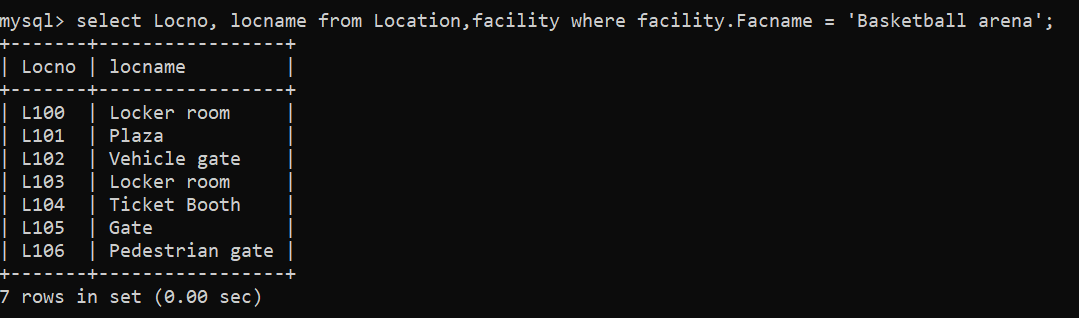 mysql> select Locno, locname from Location,facility where facility.Facname = 'Basketball arena';
+-------+-----------------+
| Locno | locname         |
+-------+-----------------+
| L100  | Locker room     |
| L101  | Plaza           |
| L102  | Vehicle gate    |
| L103  | Locker room     |
| L104  | Ticket Booth    |
| L105  | Gate            |
| L106  | Pedestrian gate |
+-------+-----------------+
7 rows in set (0.00 sec)